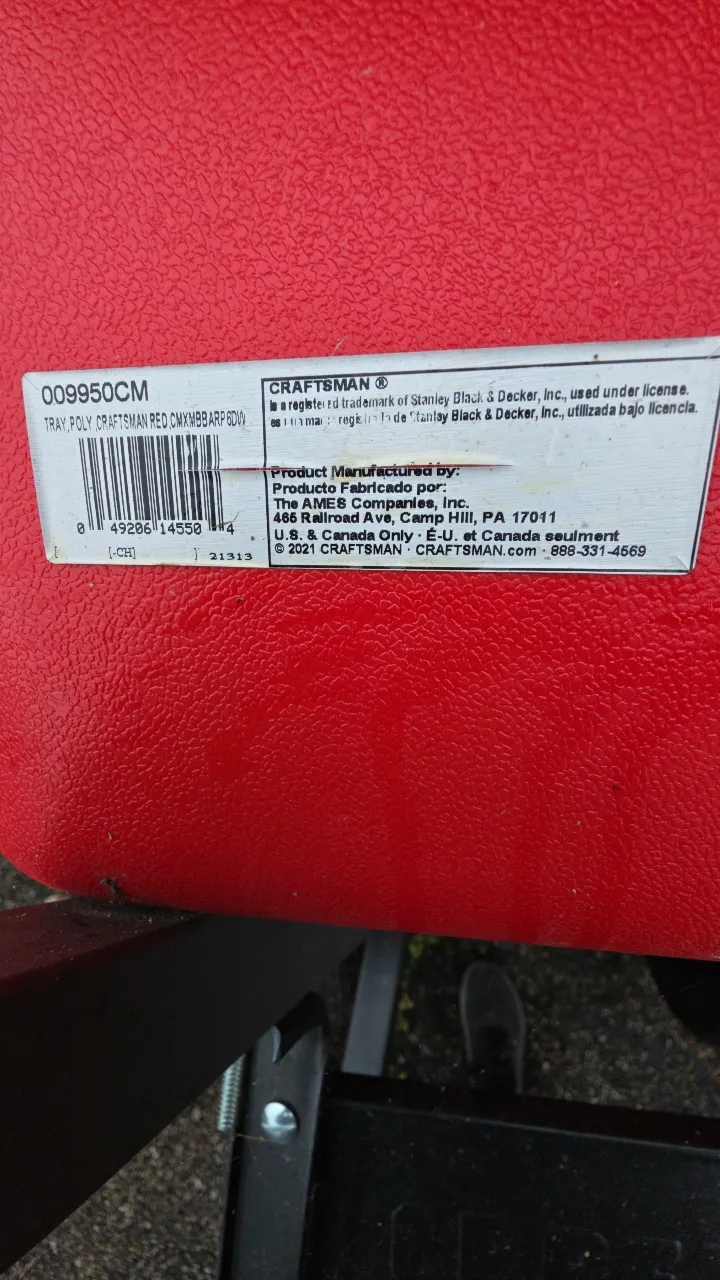 009950CM
TRAY,POLY,CRAFTSMAN RED,CMXMBBARP6DW
0 49206 14550 4
[ [-CH] ] 21313
CRAFTSMAN ®
is a registered trademark of Stanley Black & Decker, Inc., used under license.
de Stanley Black & Decker, Inc., utilizada bajo licencia.
Product Manufactured by:
Producto Fabricado por:
The AMES Companies, Inc.
465 Railroad Ave, Camp Hill, PA 17011
U.S. & Canada Only · É-U. et Canada seulment
© 2021 CRAFTSMAN · CRAFTSMAN.com · 888-331-4569